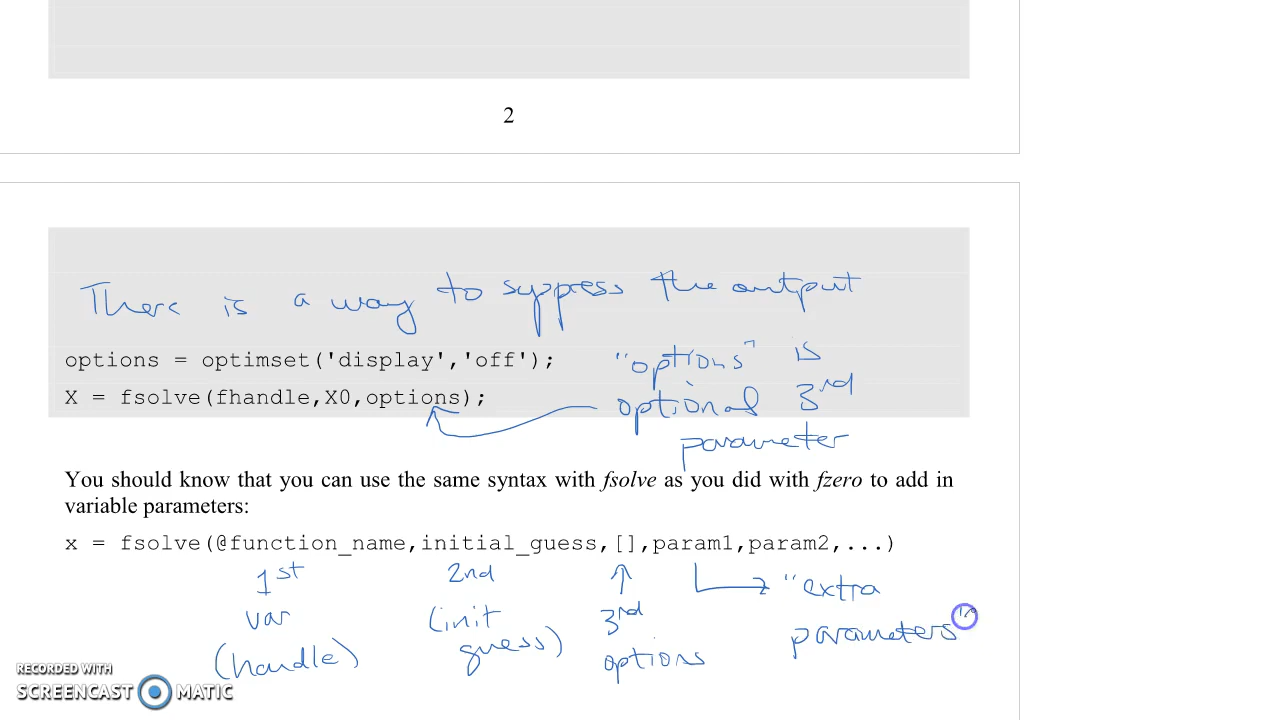 2
There is a way to suppress the output
options = optimset('display','off');
"options" is
X = fsolve(fhandle,X0,options);
optional 3rd
parameter
You should know that you can use the same syntax with fsolve as you did with fzero to add in
variable parameters:
x = fsolve(@function_name,initial_guess,[],param1,param2,...)
1st
var
(handle)
2nd
(init
guess)
3rd
options
"extra
parameters"
RECORDED WITH
SCREENCAST MATIC